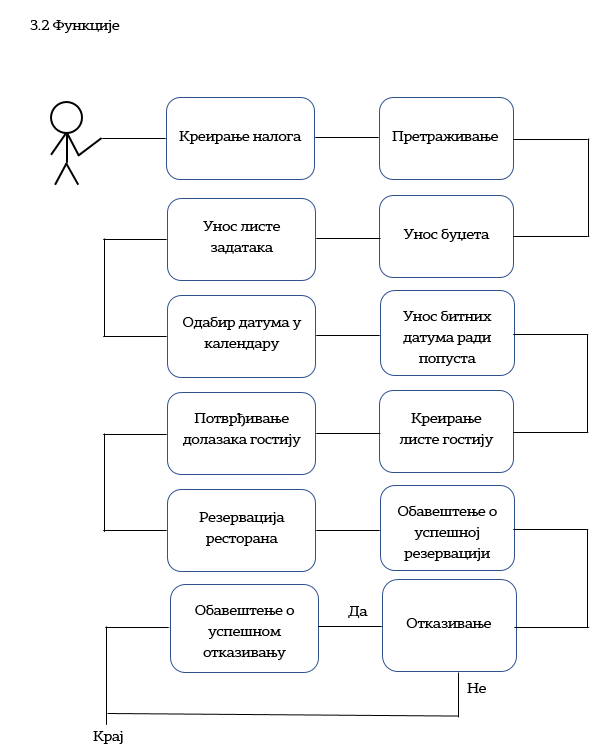 3.2 Функције
Креирање налога
Претраживање
Унос листе
задатака
Унос буџета
Одабир датума у
календару
Унос битних
датума ради
попуста
Потврђивање
долазака гостију
Креирање
листе гостију
Резервација
ресторана
Обавештење о
успешној
резервацији
Обавештење о
успешном
отказивању
Да
Отказивање
Не
Крај